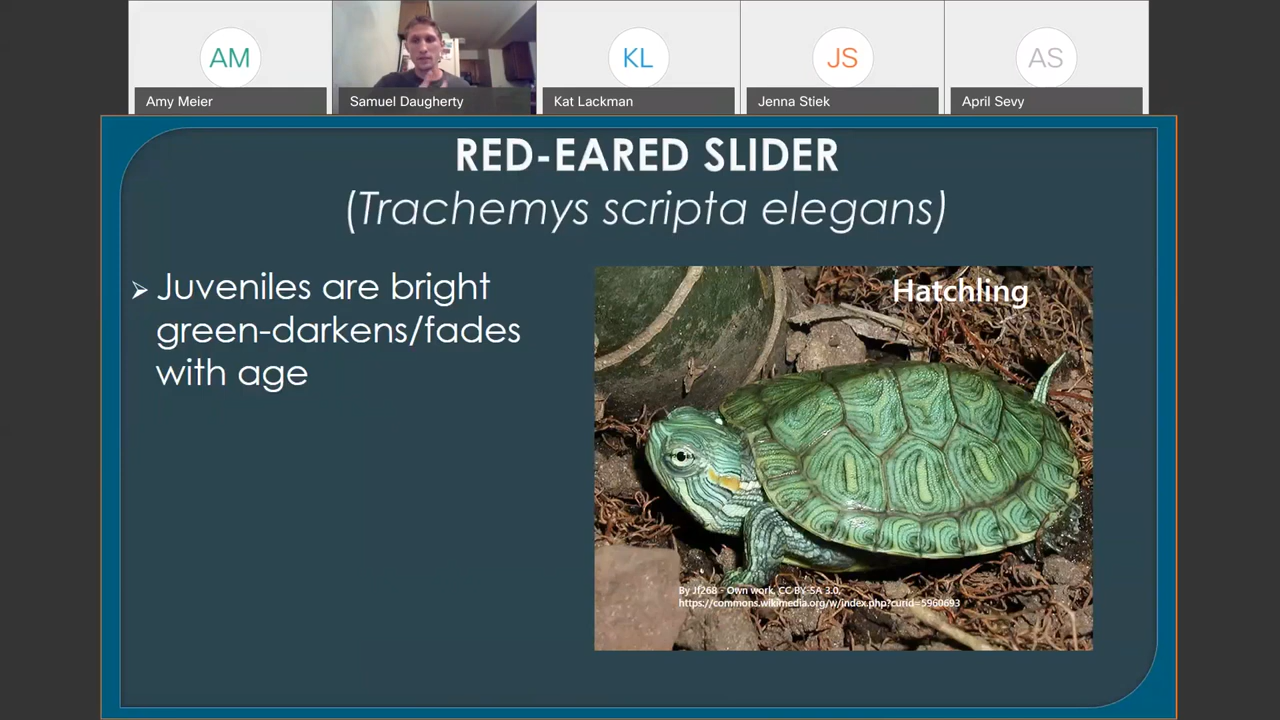 AM
KL
JS
AS
Amy Meier
Samuel Daugherty
Kat Lackman
Jenna Stiek
April Sevy
RED-EARED SLIDER
(Trachemys scripta elegans)
Juveniles are bright
green-darkens/fades
with age
Hatchling
By Jf268 - Own work, CC BY-SA 3.0,
https://commons.wikimedia.org/w/index.php?curid=5960693